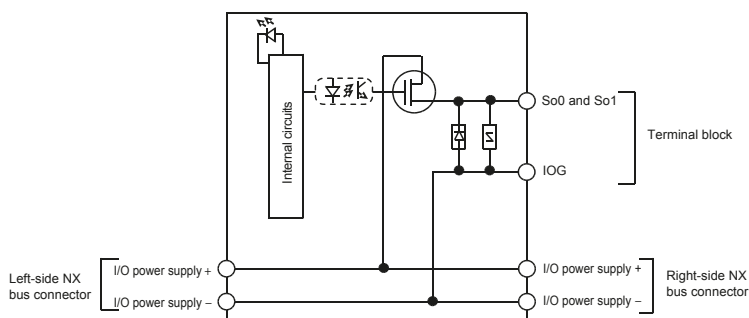 Internal circuits
So0 and So1
IOG
Terminal block
Left-side NX
bus connector
I/O power supply +
I/O power supply –
I/O power supply +
I/O power supply –
Right-side NX
bus connector